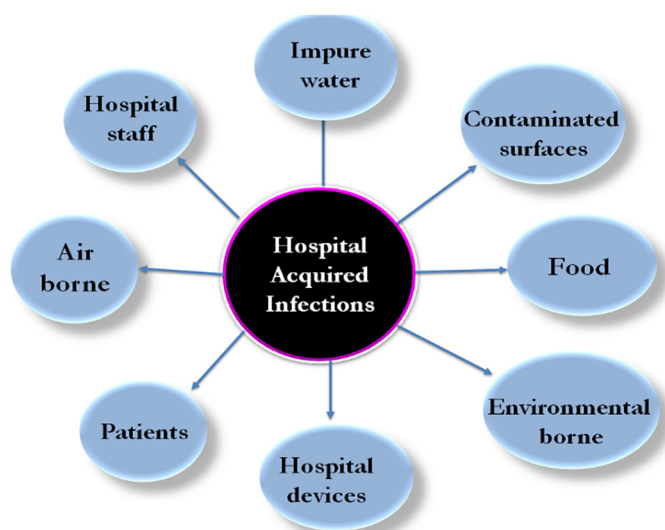 Impure
water
Hospital
staff
Contaminated
surfaces
Hospital
Acquired
Infections
Air
borne
Food
Patients
Environmental
borne
Hospital
devices